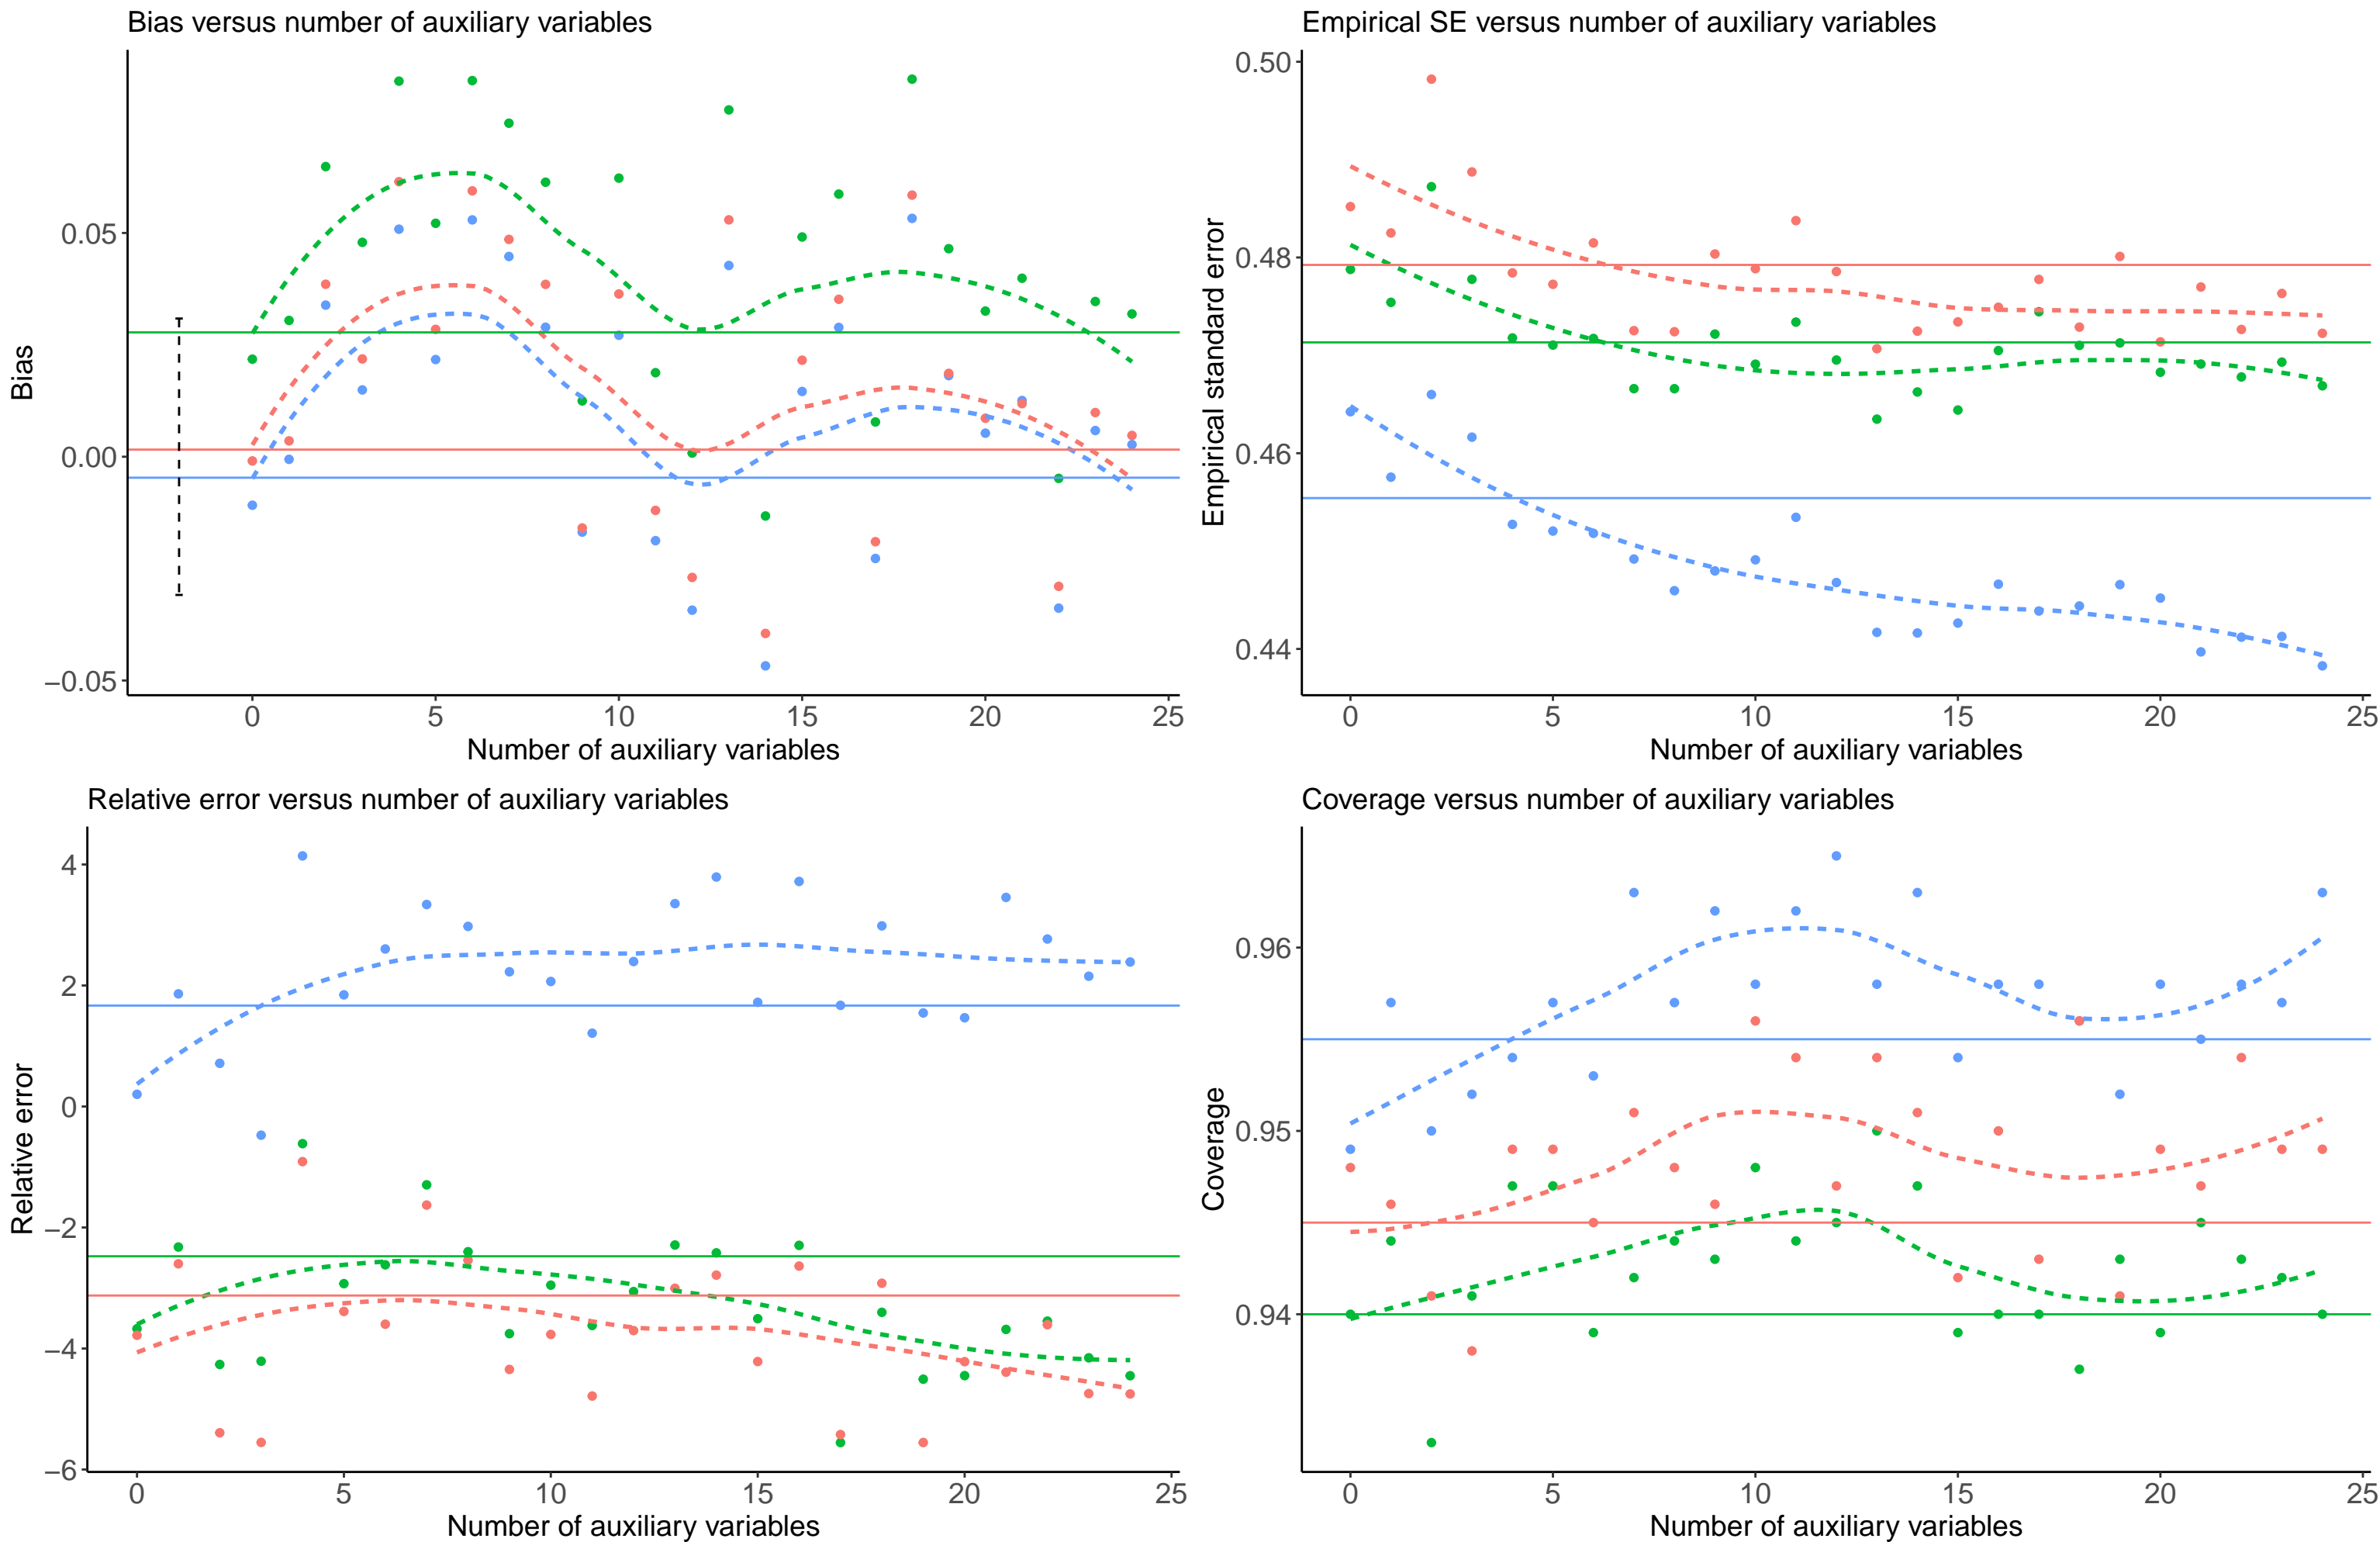 Bias versus number of auxiliary variables
Bias
0.05
0.00
−0.05
0 5 10 15 20 25
Number of auxiliary variables
Empirical SE versus number of auxiliary variables
Empirical standard error
0.50
0.48
0.46
0.44
0 5 10 15 20 25
Number of auxiliary variables
Relative error versus number of auxiliary variables
Relative error
4
2
0
−2
−4
−6
0 5 10 15 20 25
Number of auxiliary variables
Coverage versus number of auxiliary variables
Coverage
0.96
0.95
0.94
0 5 10 15 20 25
Number of auxiliary variables